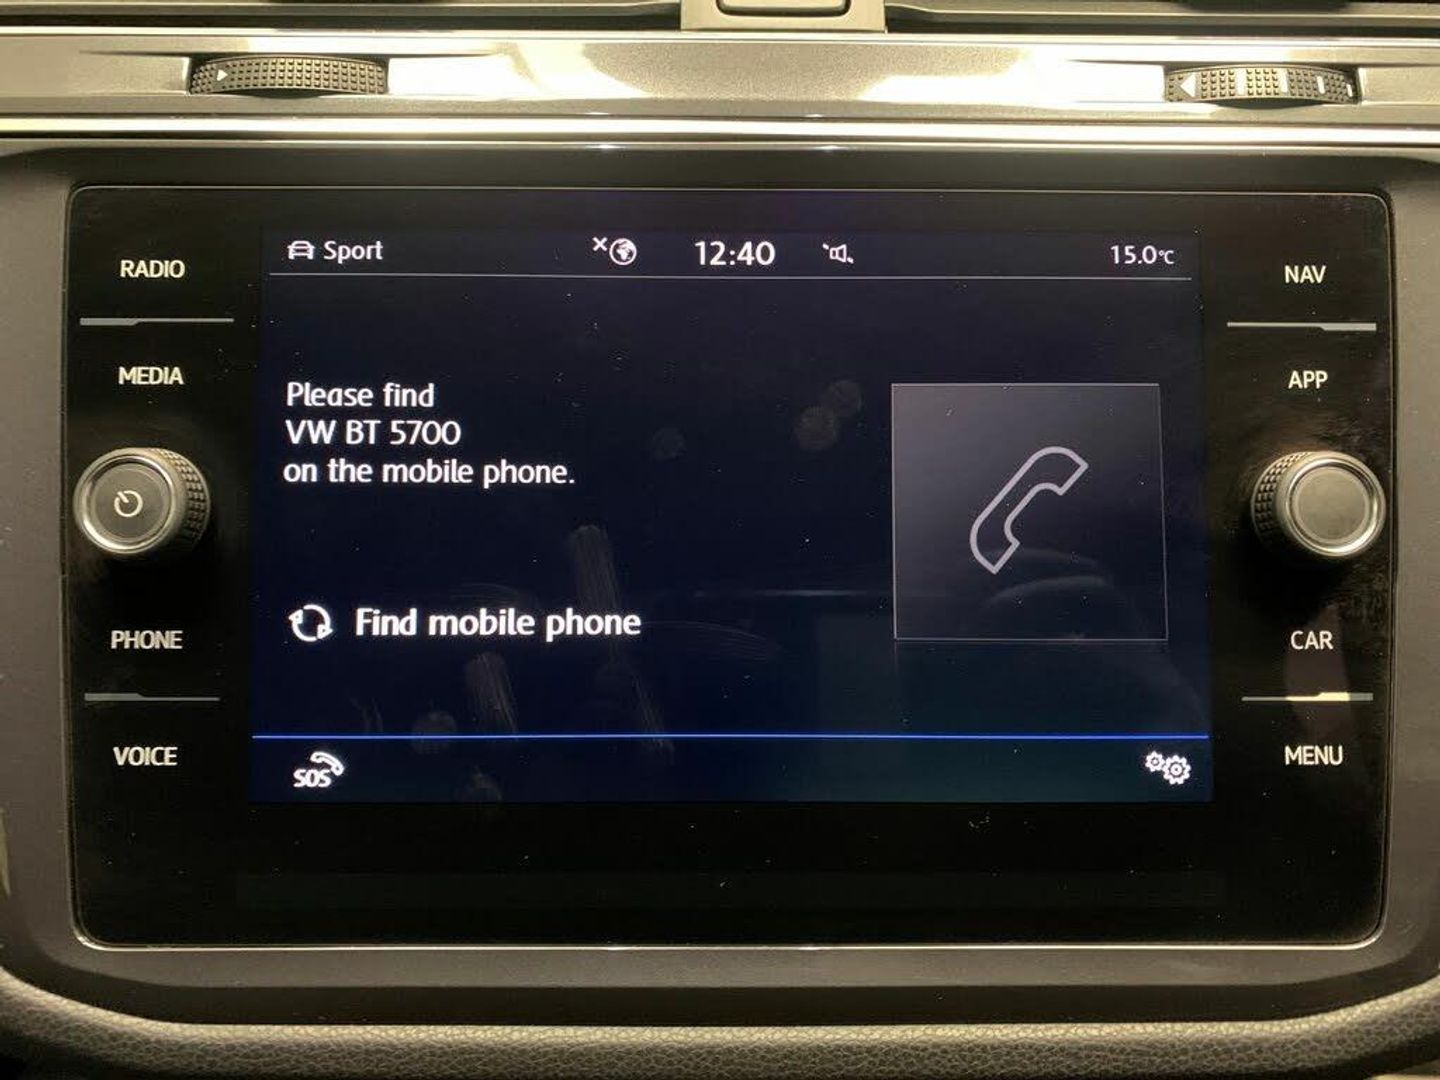 Sport
12:40
15.0°C
RADIO
MEDIA
PHONE
VOICE
Please find
VW BT 5700
on the mobile phone.
Find mobile phone
SOS
NAV
APP
CAR
MENU